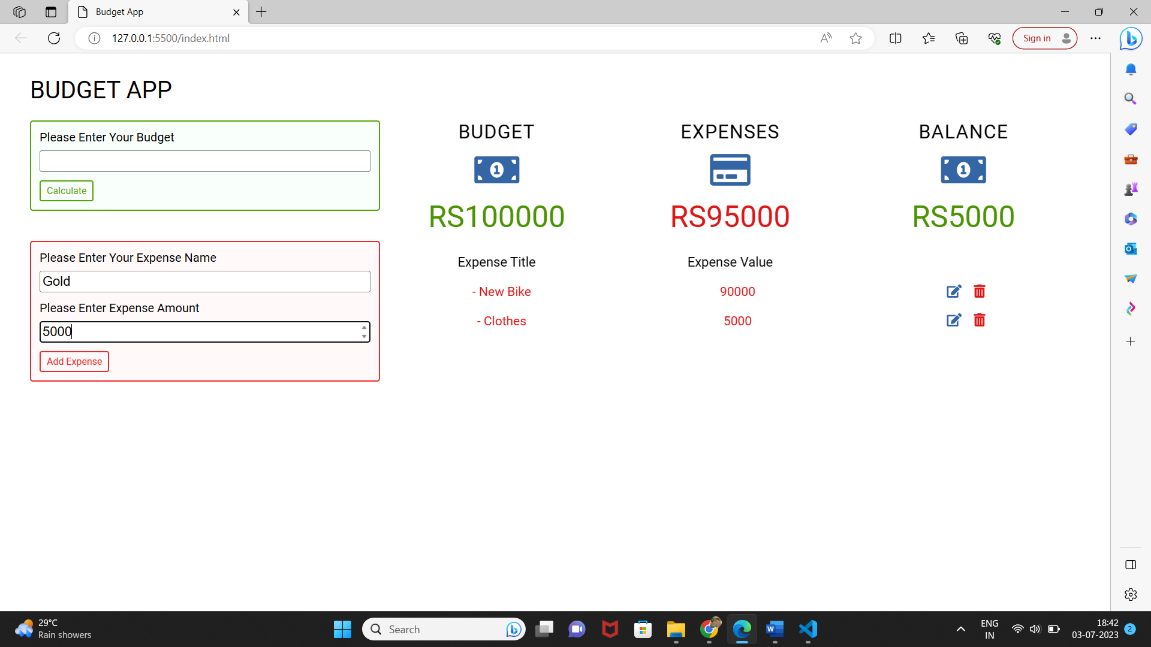 Budget App
127.0.0.1:5500/index.html
Sign in
BUDGET APP
Please Enter Your Budget
Calculate
Please Enter Your Expense Name
Gold
Please Enter Expense Amount
5000
Add Expense
BUDGET EXPENSES BALANCE
1 1
RS100000 RS95000 RS5000
Expense Title Expense Value
- New Bike 90000
- Clothes 5000
29°C
Rain showers
Search
ENG
IN
18:42
03-07-2023
2